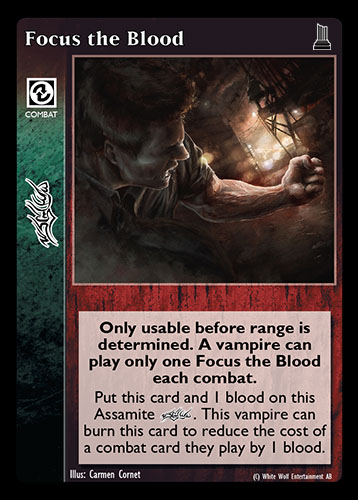 Focus the Blood
COMBAT
Only usable before range is
determined. A vampire can
play only one Focus the Blood
each combat.
Put this card and 1 blood on this
Assamite . This vampire can
burn this card to reduce the cost of
a combat card they play by 1 blood.
Illus: Carmen Cornet
(C) White Wolf Entertainment AB